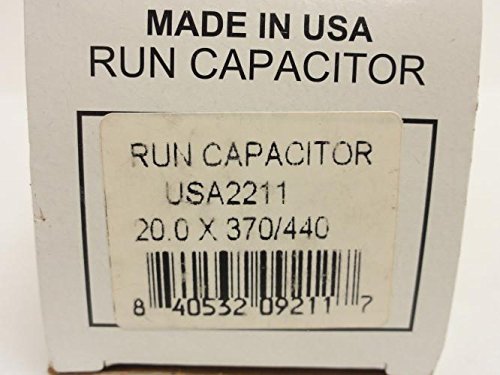 MADE IN USA
RUN CAPACITOR
RUN CAPACITOR
USA2211
20.0 X 370/440
8 40532 09211 7